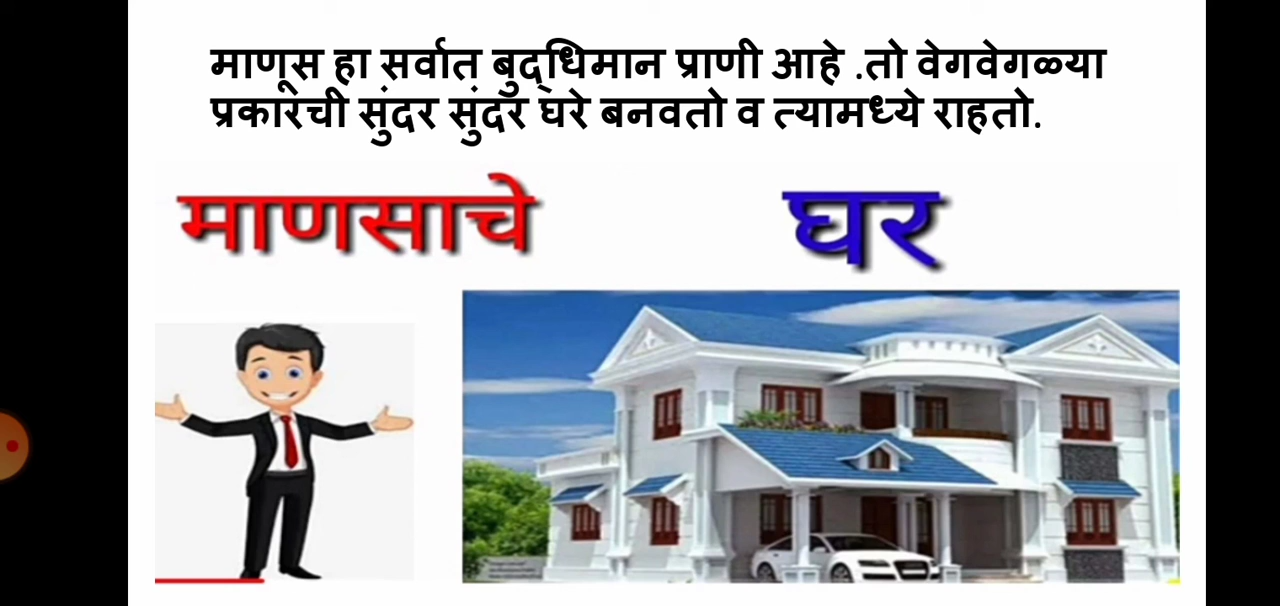 माणूस हा सर्वात बुद्धिमान प्राणी आहे .तो वेगवेगळ्या
प्रकारची सुंदर सुंदर घरे बनवतो व त्यामध्ये राहतो.
माणसाचे घर